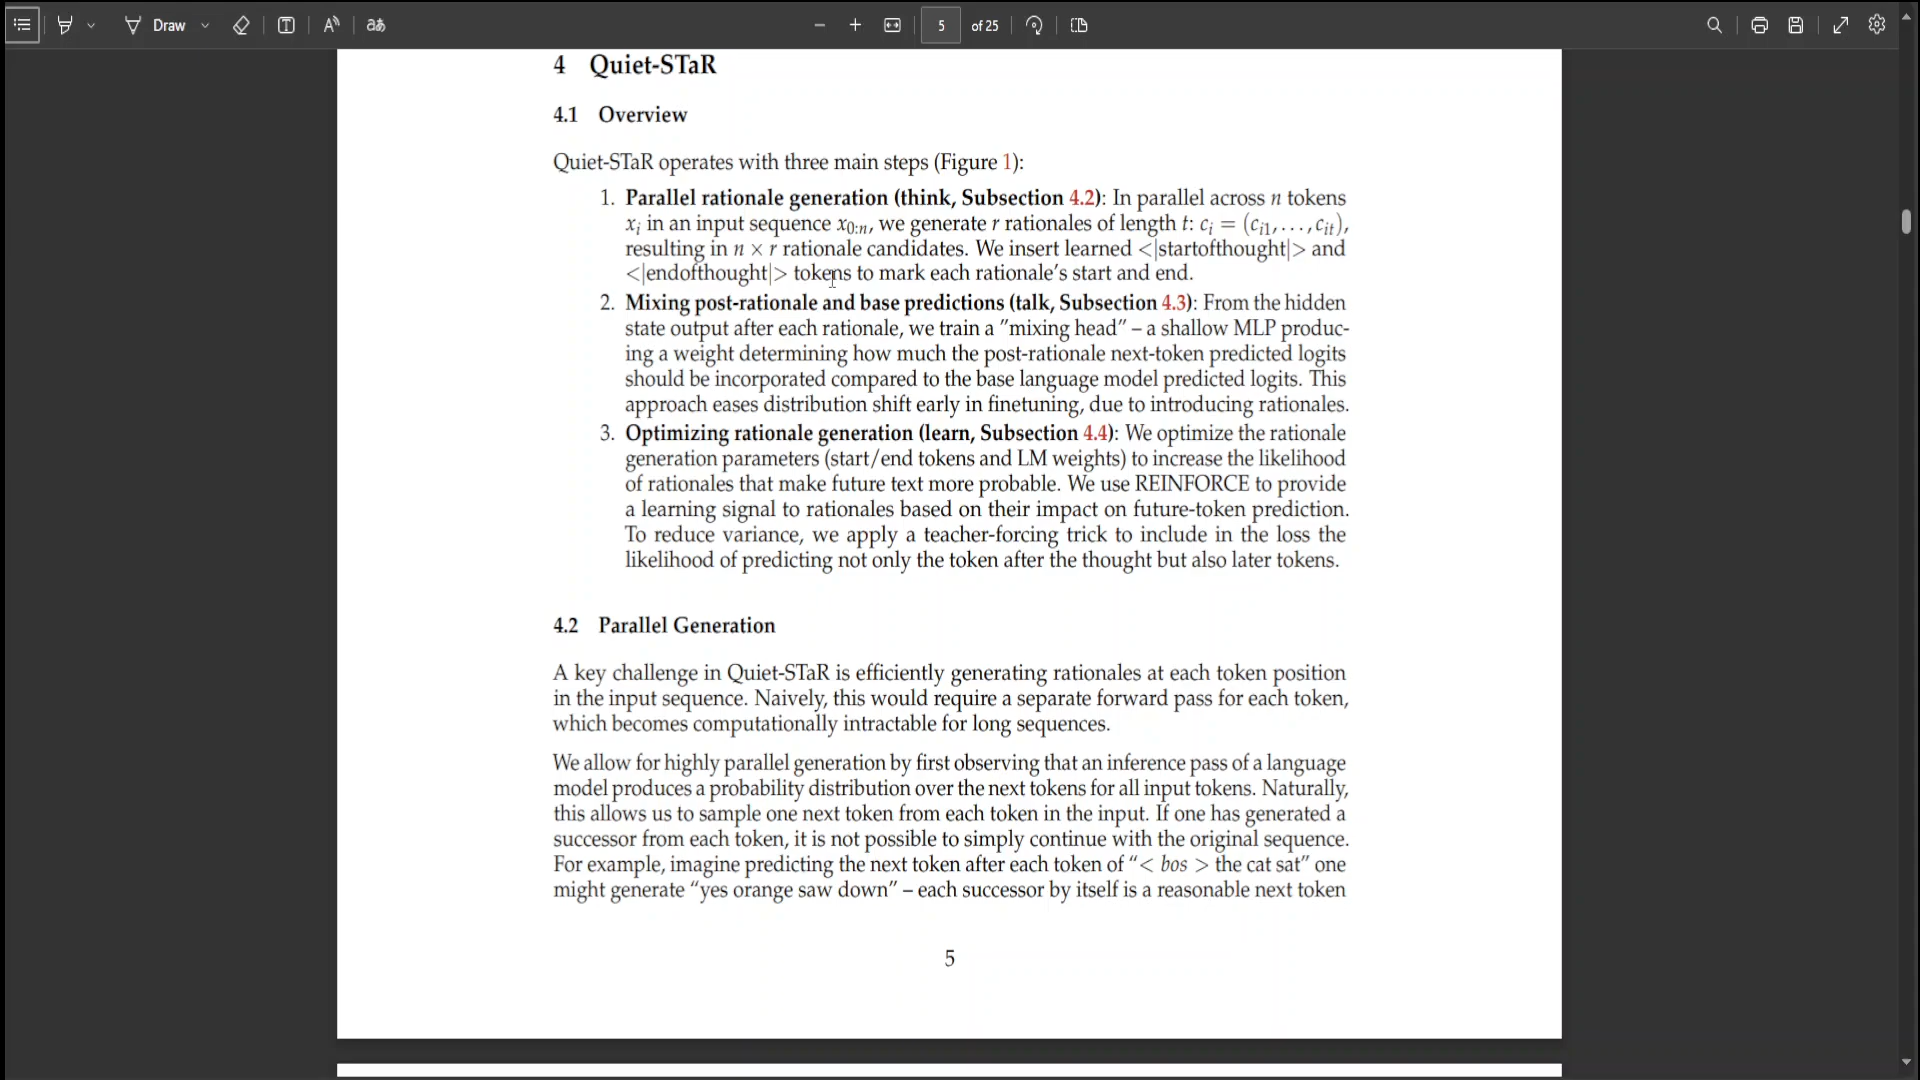 Draw
5
of 25
4 Quiet-STaR
4.1 Overview
Quiet-STaR operates with three main steps (Figure 1):
1. Parallel rationale generation (think, Subsection 4.2): In parallel across n tokens
xi in an input sequence x0:n, we generate r rationales of length t: ci = (ci1, . . . , cit),
resulting in n × r rationale candidates. We insert learned <|startofthought|> and
<|endofthought|> tokens to mark each rationale’s start and end.
2. Mixing post-rationale and base predictions (talk, Subsection 4.3): From the hidden
state output after each rationale, we train a ”mixing head” – a shallow MLP produc-
ing a weight determining how much the post-rationale next-token predicted logits
should be incorporated compared to the base language model predicted logits. This
approach eases distribution shift early in finetuning, due to introducing rationales.
3. Optimizing rationale generation (learn, Subsection 4.4): We optimize the rationale
generation parameters (start/end tokens and LM weights) to increase the likelihood
of rationales that make future text more probable. We use REINFORCE to provide
a learning signal to rationales based on their impact on future-token prediction.
To reduce variance, we apply a teacher-forcing trick to include in the loss the
likelihood of predicting not only the token after the thought but also later tokens.
4.2 Parallel Generation
A key challenge in Quiet-STaR is efficiently generating rationales at each token position
in the input sequence. Naively, this would require a separate forward pass for each token,
which becomes computationally intractable for long sequences.
We allow for highly parallel generation by first observing that an inference pass of a language
model produces a probability distribution over the next tokens for all input tokens. Naturally,
this allows us to sample one next token from each token in the input. If one has generated a
successor from each token, it is not possible to simply continue with the original sequence.
For example, imagine predicting the next token after each token of “< bos > the cat sat” one
might generate “yes orange saw down” – each successor by itself is a reasonable next token
5